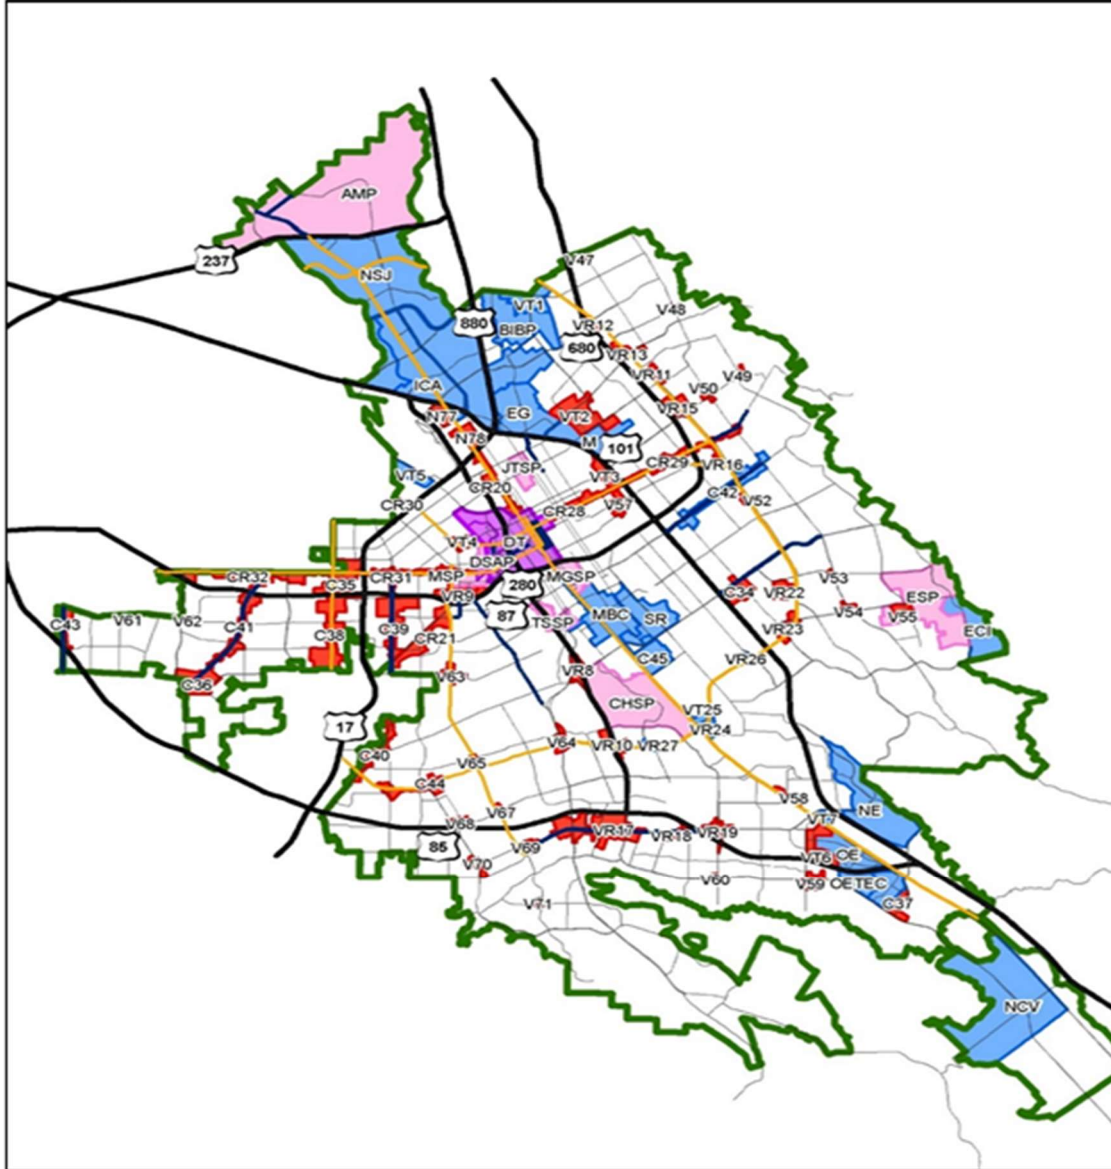 AMP
237
V47
NSJ
VT1
V48
880
BIBP
VR12
680
VR13
VR11
V49
ICA
V50
N77
EG
VT2
VR15
N78
M
101
JTSP
CR29
VR16
VT5
VT3
CR20
C42
V52
CR30
CR28
V57
VT4
DT
DSAP
CR32
C35
CR31
MSP
MGSP
V53
280
C34
VR22
VR9
ESP
V54
V55
C43
V61
V62
C41
C38
C39
CR21
87
TSSP
MBC
SR
VR23
ECI
C45
VR26
C36
V63
VR8
CHSP
VT25
17
VR24
C40
V64
VR10
VR27
V65
C44
V58
V67
VT7
NE
V68
VR17
VR18
VR19
85
V69
VT6
OE
V70
V60
V59
OETEC
V71
C37
NCV